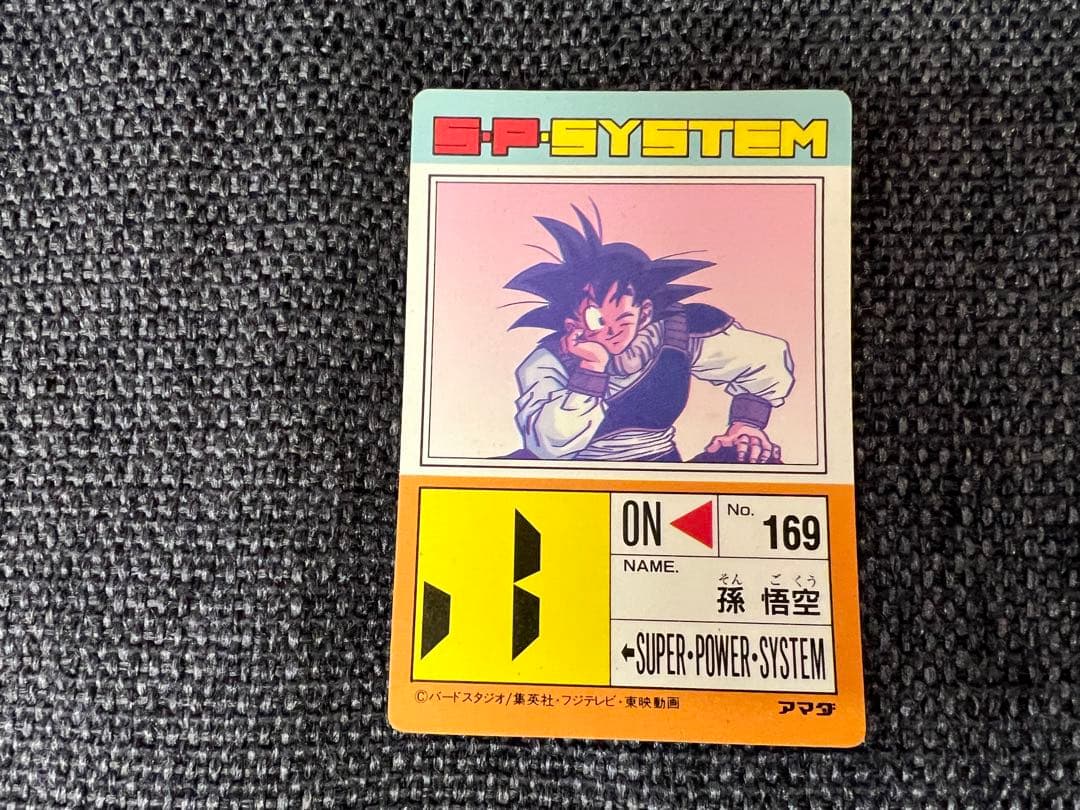 S・P・SYSTEM
ON
No. 169
NAME.
そん ご くう
孫 悟空
←SUPER・POWER・SYSTEM
©バードスタジオ/集英社・フジテレビ・東映動画
アマダ